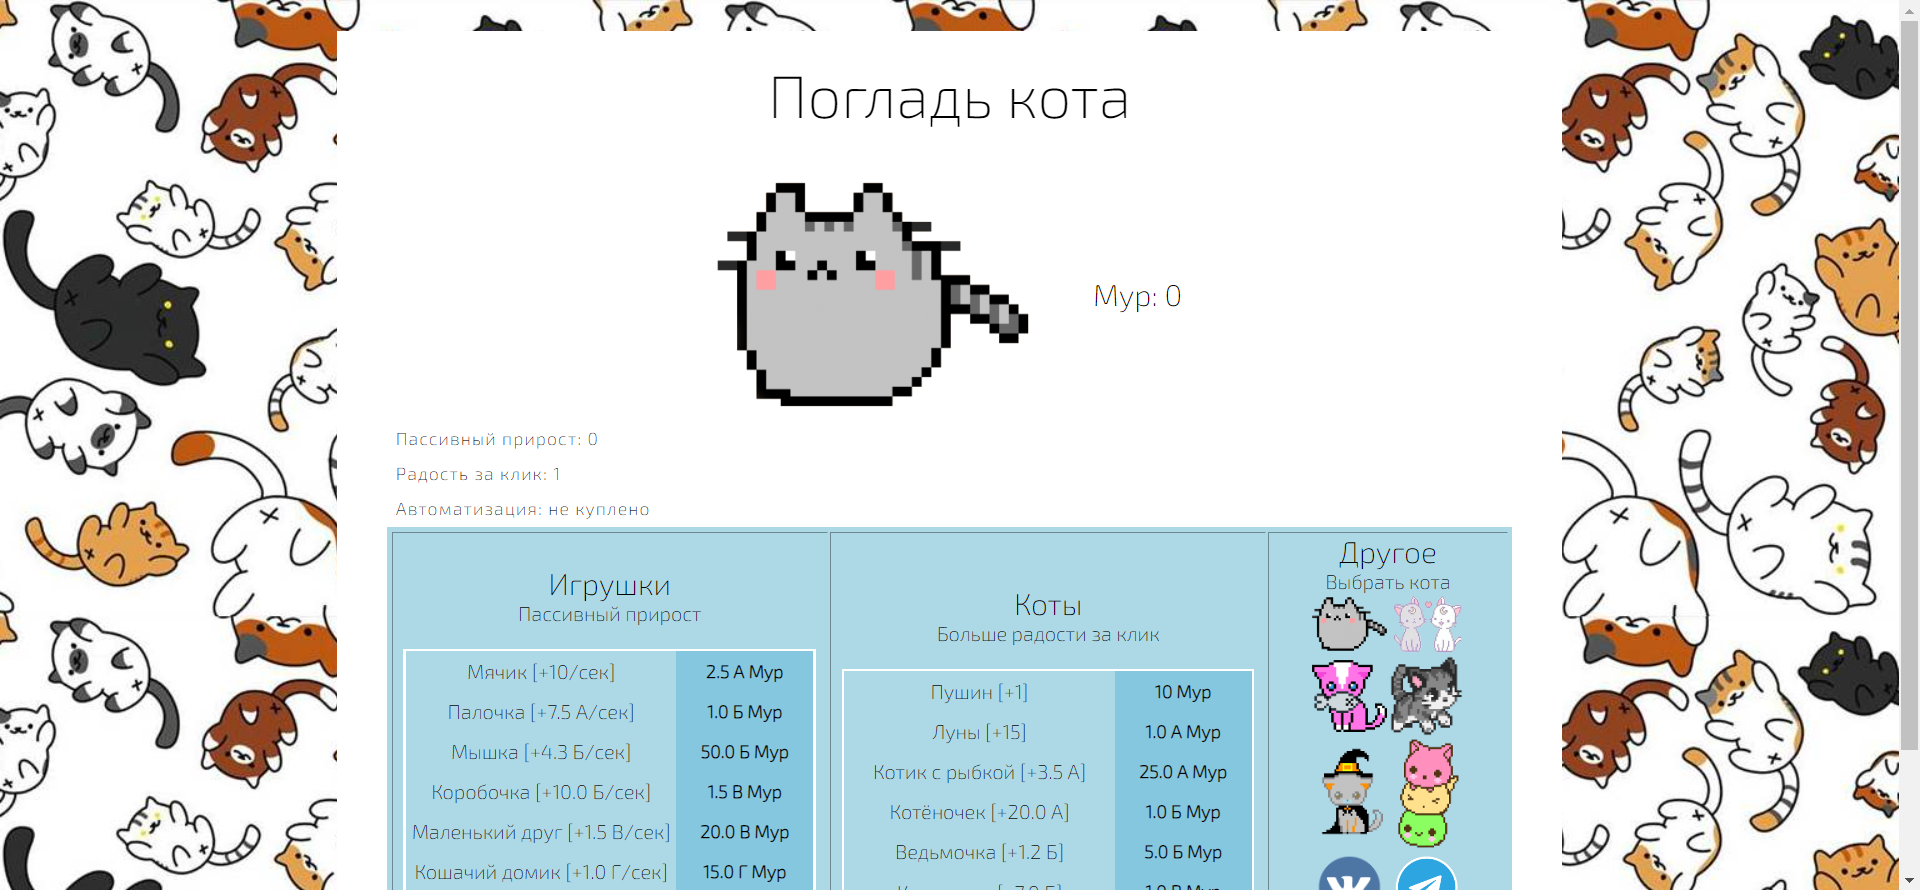 Погладь кота
Мур: 0
Пассивный прирост: 0
Радость за клик: 1
Автоматизация: не куплено
Игрушки
Пассивный прирост
Мячик [+10/сек] 2.5 А Мур
Палочка [+7.5 А/сек] 1.0 Б Мур
Мышка [+4.3 Б/сек] 50.0 Б Мур
Коробочка [+10.0 Б/сек] 1.5 В Мур
Маленький друг [+1.5 В/сек] 20.0 В Мур
Кошачий домик [+1.0 Г/сек] 15.0 Г Мур
Коты
Больше радости за клик
Пушин [+1] 10 Мур
Луны [+15] 1.0 А Мур
Котик с рыбкой [+3.5 А] 25.0 А Мур
Котёночек [+20.0 А] 1.0 Б Мур
Ведьмочка [+1.2 Б] 5.0 Б Мур
Другое
Выбрать кота